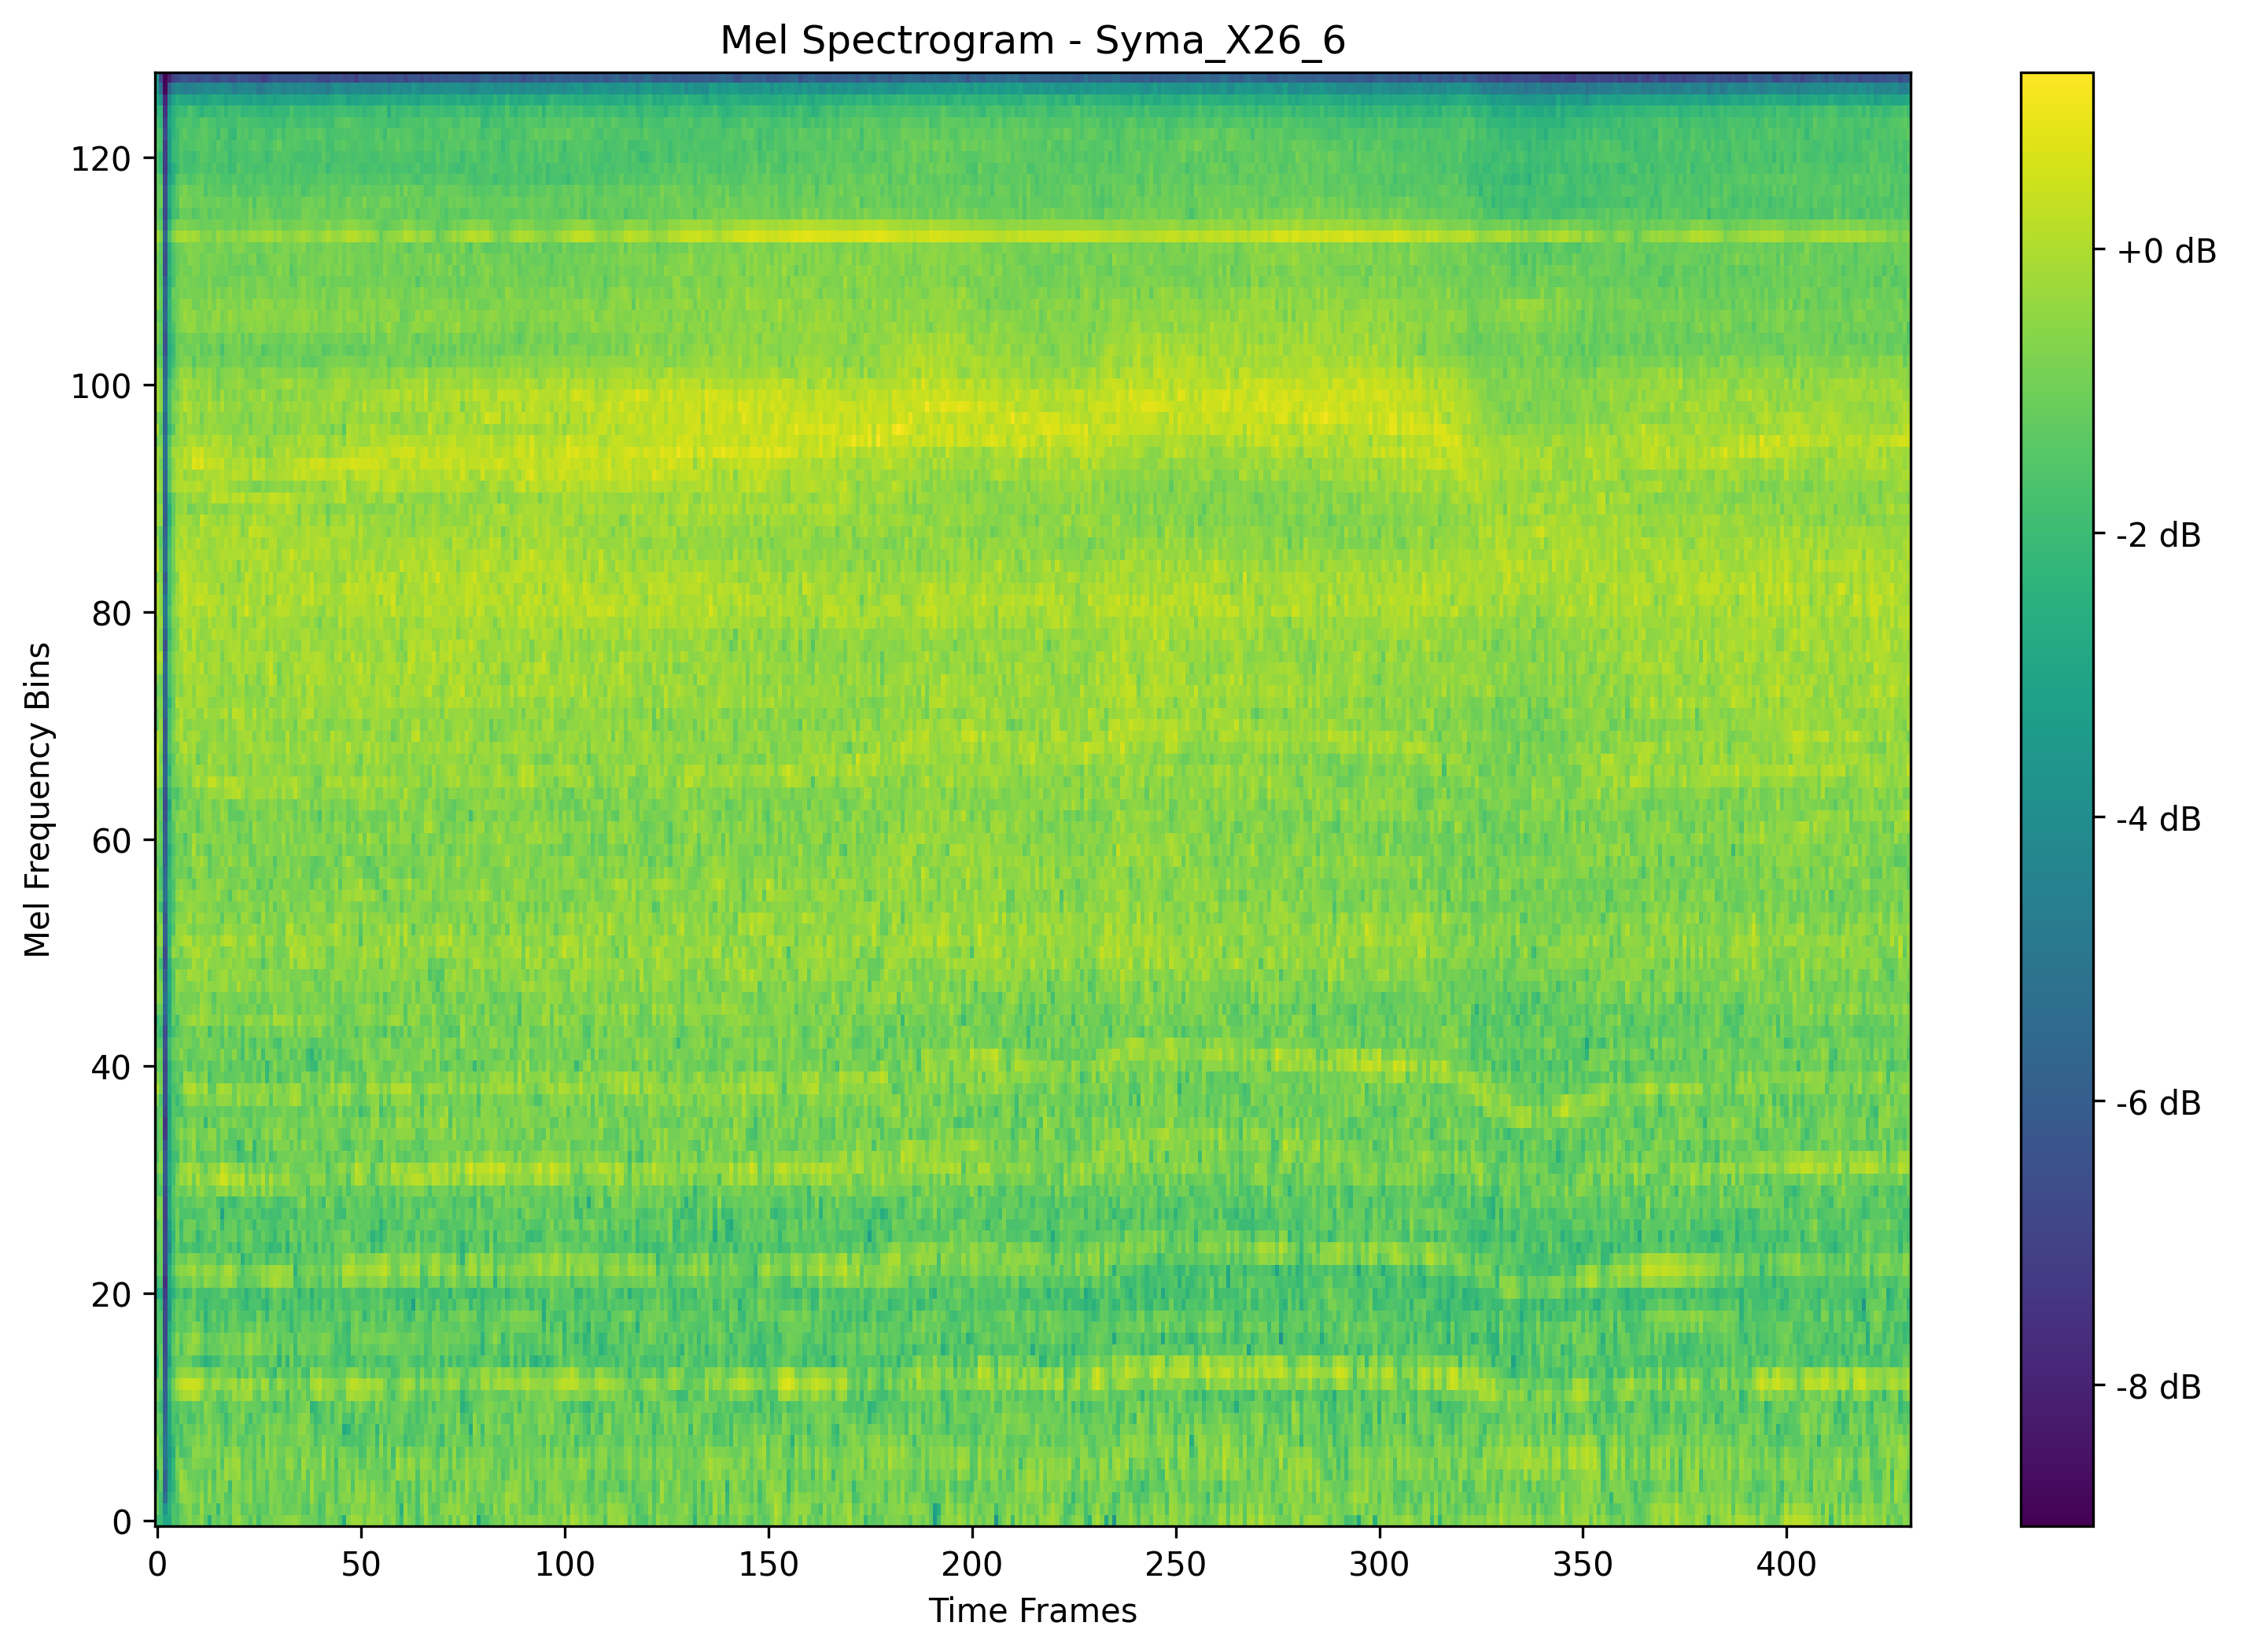 Mel Spectrogram - Syma_X26_6
Mel Frequency Bins
120
100
80
60
40
20
0
0 50 100 150 200 250 300 350 400
Time Frames
+0 dB
-2 dB
-4 dB
-6 dB
-8 dB